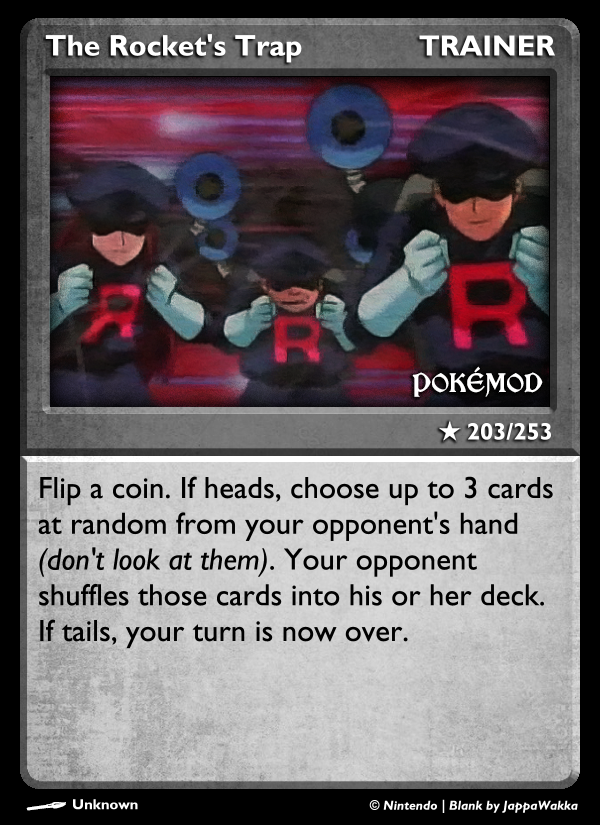 The Rocket's Trap TRAINER
R R R
POKÉMOD
★ 203/253
Flip a coin. If heads, choose up to 3 cards
at random from your opponent's hand
(don't look at them). Your opponent
shuffles those cards into his or her deck.
If tails, your turn is now over.
Unknown © Nintendo | Blank by JappaWakka